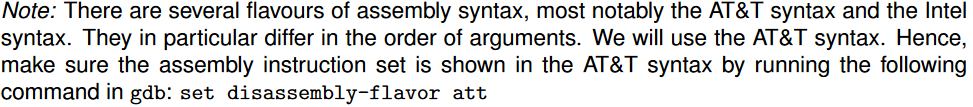 Note: There are several flavours of assembly syntax, most notably the AT&T syntax and the Intel
syntax. They in particular differ in the order of arguments. We will use the AT&T syntax. Hence,
make sure the assembly instruction set is shown in the AT&T syntax by running the following
command in gdb: set disassembly-flavor att